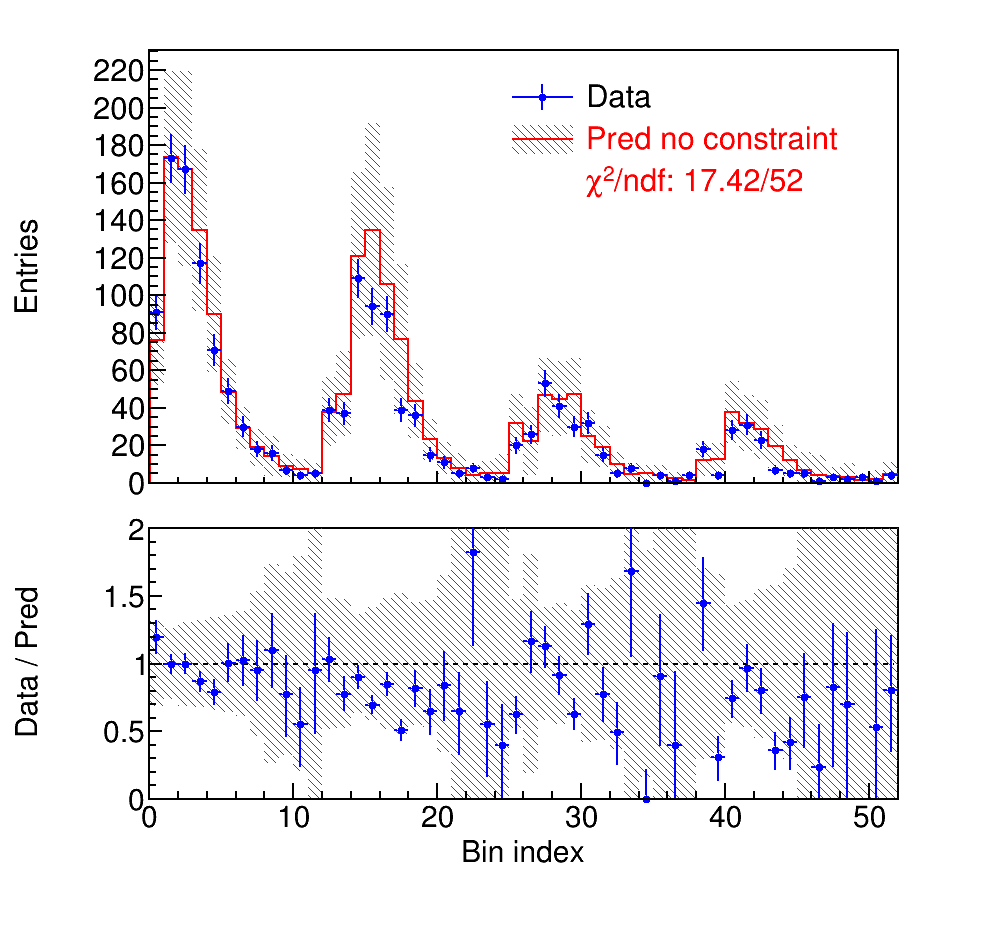 220
200
180
160
140
120
100
80
60
40
20
0
Entries
Data
Pred no constraint
χ²/ndf: 17.42/52
2
1.5
1
0.5
0
Data / Pred
0 10 20 30 40 50
Bin index